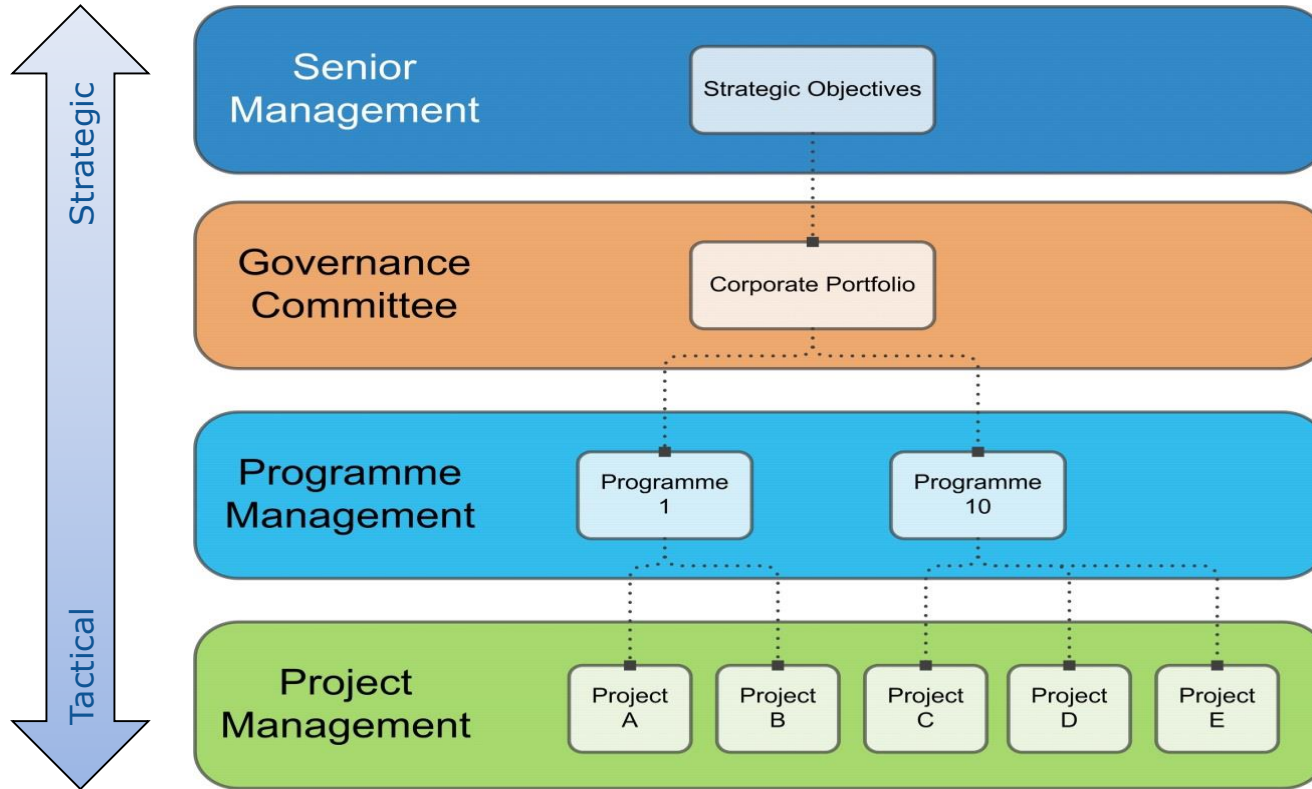 Strategic
Tactical
Senior
Management
Strategic Objectives
Governance
Committee
Corporate Portfolio
Programme
Management
Programme
1
Programme
10
Project
Management
Project
A
Project
B
Project
C
Project
D
Project
E